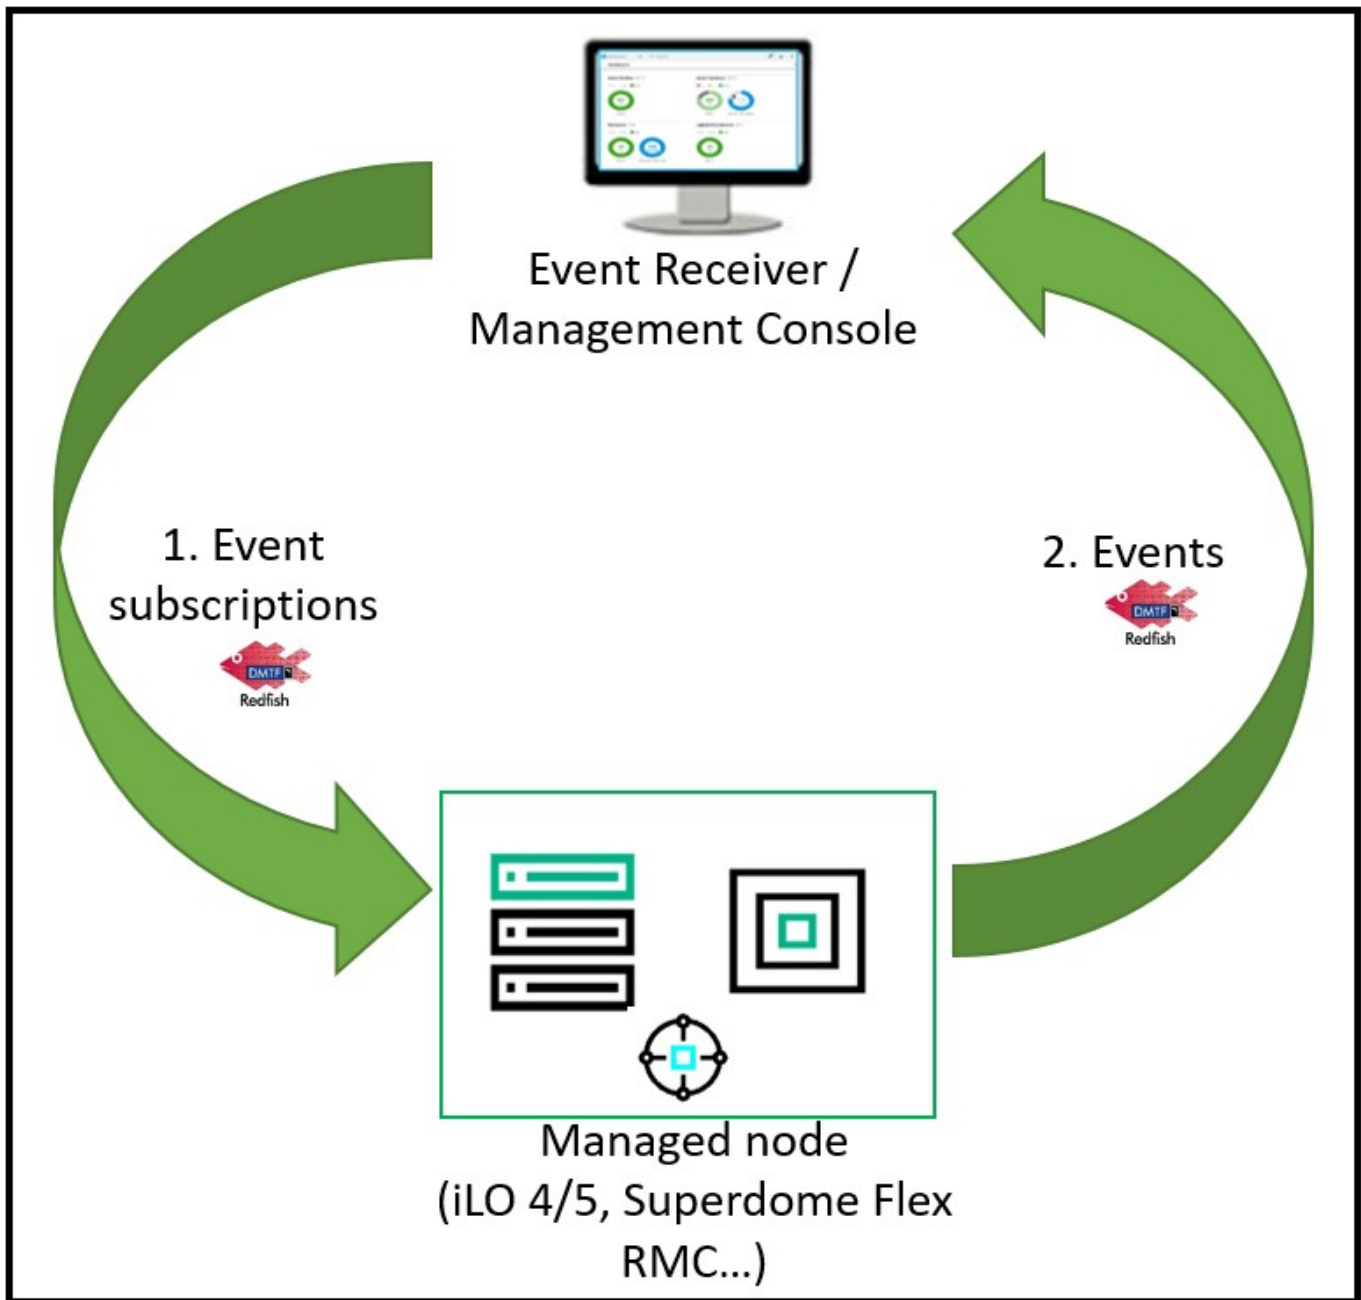 Event Receiver /
Management Console
1. Event
subscriptions
DMTF
Redfish
2. Events
DMTF
Redfish
Managed node
(iLO 4/5, Superdome Flex
RMC...)